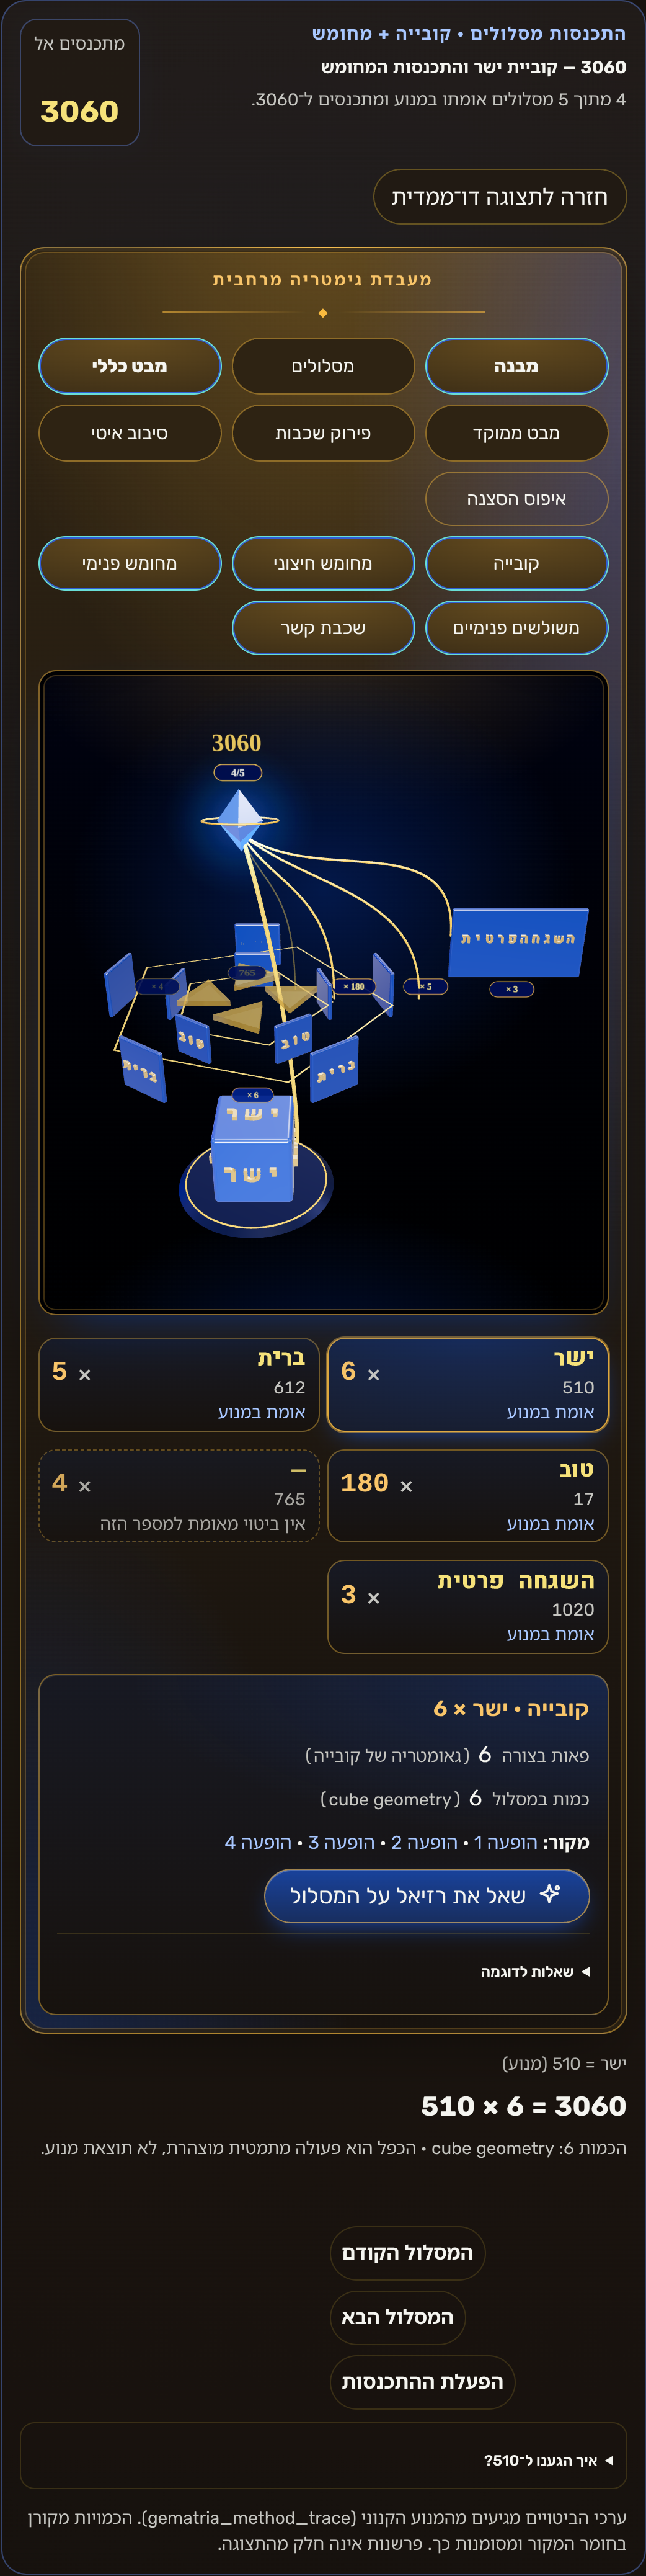 התכנסות מסלולים • קובייה + מחומש
3060 — קוביית ישר והתכנסות המחומש
4 מתוך 5 מסלולים אומתו במנוע ומתכנסים ל־3060.
מתכנסים אל
3060
חזרה לתצוגה דו־ממדית
מעבדת גימטריה מרחבית
מבנה
מסלולים
מבט כללי
מבט ממוקד
פירוק שכבות
סיבוב איטי
איפוס הסצנה
קובייה
מחומש חיצוני
מחומש פנימי
משולשים פנימיים
שכבת קשר
3060
4/5
השגחהפרטית
765
× 4
× 180
× 5
× 3
טוב
טוב
ברית
ברית
× 6
ישר
ישר
ישר
510
אומת במנוע
× 6
ברית
612
אומת במנוע
× 5
טוב
17
אומת במנוע
× 180
—
765
אין ביטוי מאומת למספר הזה
× 4
השגחה פרטית
1020
אומת במנוע
× 3
קובייה • ישר × 6
פאות בצורה 6 (גאומטריה של קובייה)
כמות במסלול 6 (cube geometry)
מקור: הופעה 1 • הופעה 2 • הופעה 3 • הופעה 4
שאל את רזיאל על המסלול
שאלות לדוגמה
ישר = 510 (מנוע)
510 × 6 = 3060
הכמות 6: cube geometry • הכפל הוא פעולה מתמטית מוצהרת, לא תוצאת מנוע.
המסלול הקודם
המסלול הבא
הפעלת ההתכנסות
איך הגענו ל־510?
ערכי הביטויים מגיעים מהמנוע הקנוני (gematria_method_trace). הכמויות מקורן
בחומר המקור ומסומנות כך. פרשנות אינה חלק מהתצוגה.